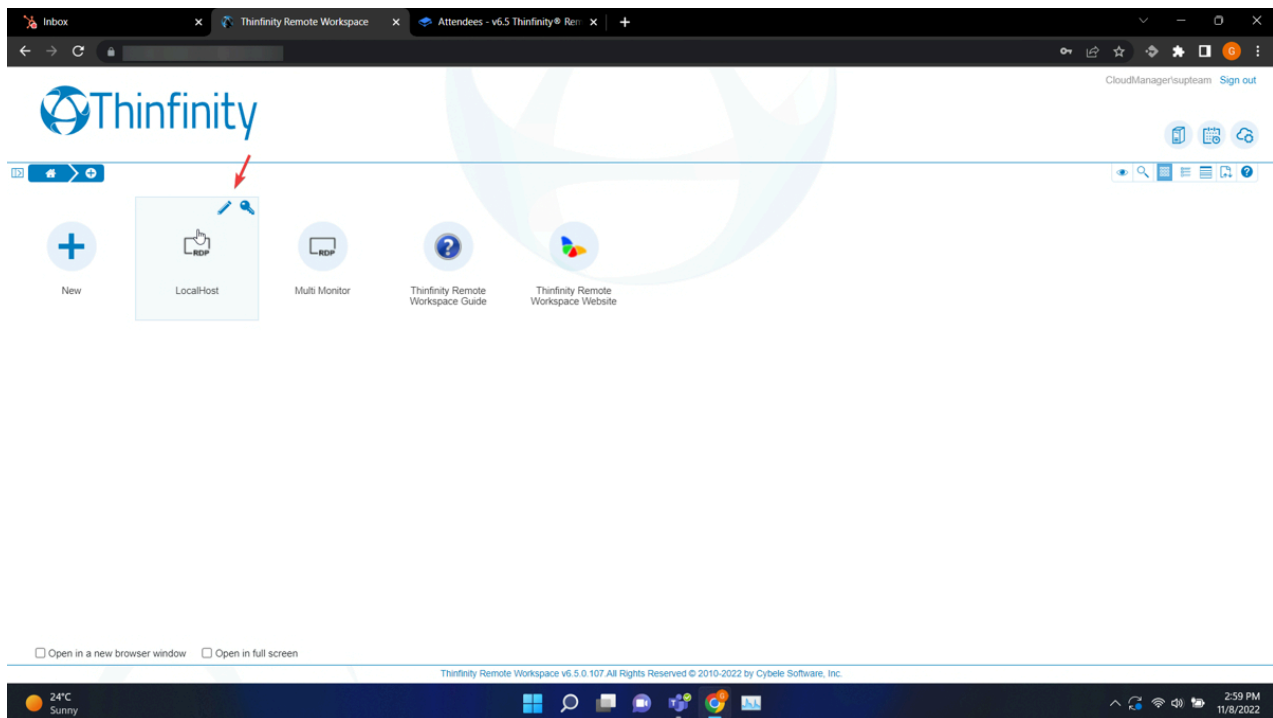 Inbox
Thinfinity Remote Workspace
Attendees - v6.5 Thinfinity® Rem
G
CloudManager\supteam Sign out
Thinfinity
RDP
RDP
New
LocalHost
Multi Monitor
Thinfinity Remote
Workspace Guide
Thinfinity Remote
Workspace Website
Open in a new browser window
Open in full screen
Thinfinity Remote Workspace v6.5.0.107.All Rights Reserved © 2010-2022 by Cybele Software, Inc.
24°C
Sunny
2:59 PM
11/8/2022